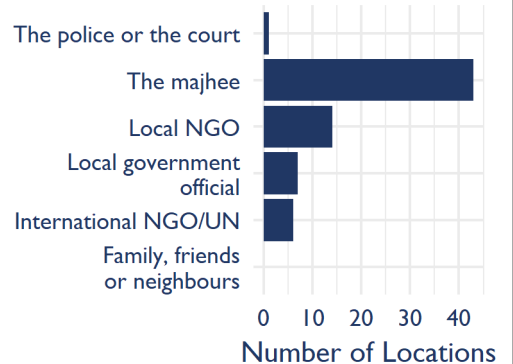 The police or the court
The majhee
Local NGO
Local government
official
International NGO/UN
Family, friends
or neighbours
0 10 20 30 40
Number of Locations